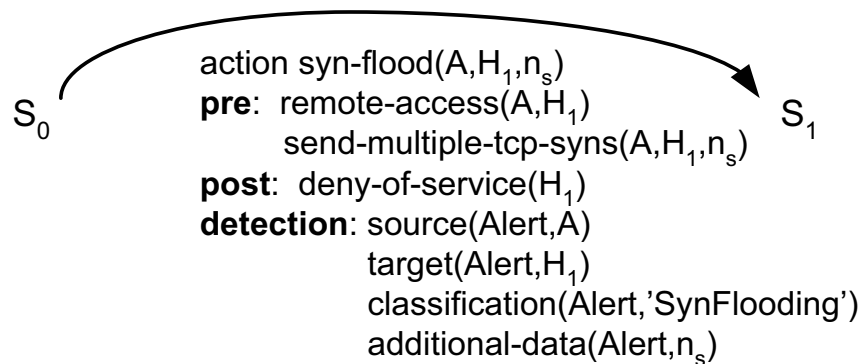 action syn-flood(A,H₁,nₛ)
S₀
pre: remote-access(A,H₁)
S₁
send-multiple-tcp-syns(A,H₁,nₛ)
post: deny-of-service(H₁)
detection: source(Alert,A)
target(Alert,H₁)
classification(Alert,’SynFlooding’)
additional-data(Alert,nₛ)